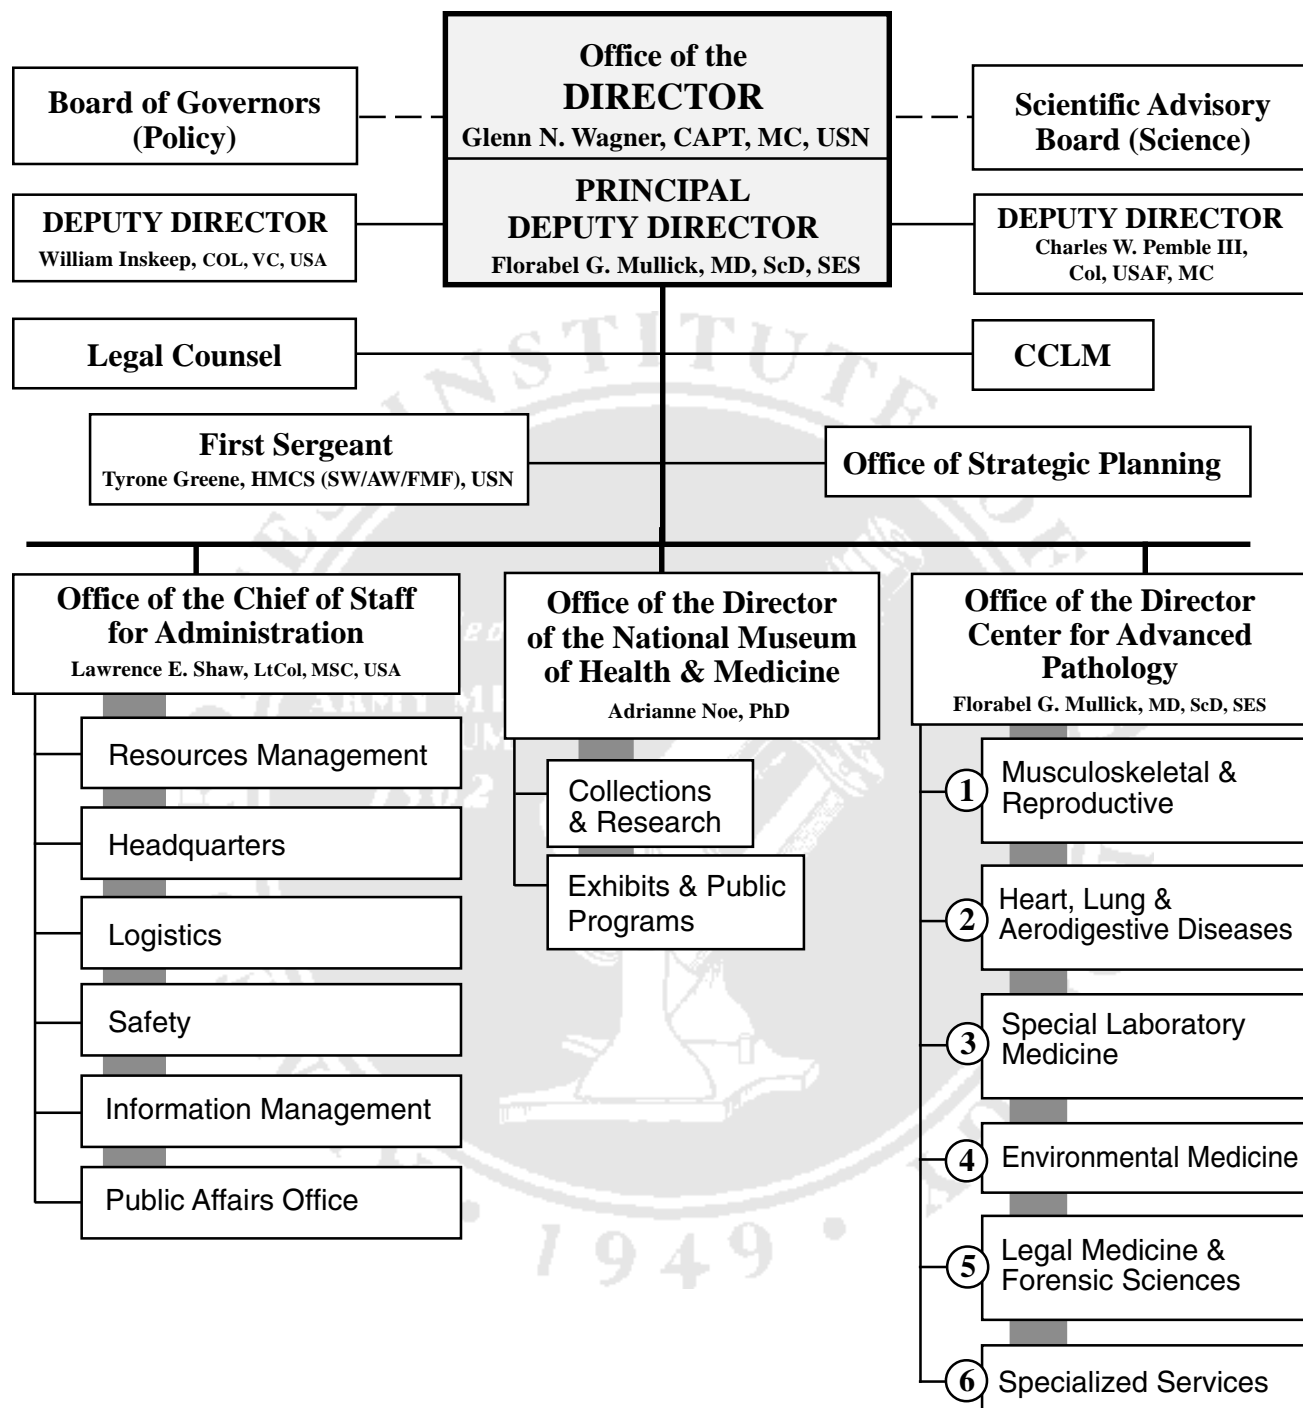 Office of the
DIRECTOR
Glenn N. Wagner, CAPT, MC, USN
Board of Governors
(Policy)
Scientific Advisory
Board (Science)
PRINCIPAL
DEPUTY DIRECTOR
Florabel G. Mullick, MD, ScD, SES
DEPUTY DIRECTOR
William Inskeep, COL, VC, USA
DEPUTY DIRECTOR
Charles W. Pemble III,
Col, USAF, MC
Legal Counsel
CCLM
First Sergeant
Tyrone Greene, HMCS (SW/AW/FMF), USN
Office of Strategic Planning
Office of the Chief of Staff
for Administration
Lawrence E. Shaw, LtCol, MSC, USA
Resources Management
Headquarters
Logistics
Safety
Information Management
Public Affairs Office
Office of the Director
of the National Museum
of Health & Medicine
Adrianne Noe, PhD
Collections
& Research
Exhibits & Public
Programs
Office of the Director
Center for Advanced
Pathology
Florabel G. Mullick, MD, ScD, SES
1 Musculoskeletal &
Reproductive
2 Heart, Lung &
Aerodigestive Diseases
3 Special Laboratory
Medicine
4 Environmental Medicine
5 Legal Medicine &
Forensic Sciences
6 Specialized Services
INSTITUTE OF
1949